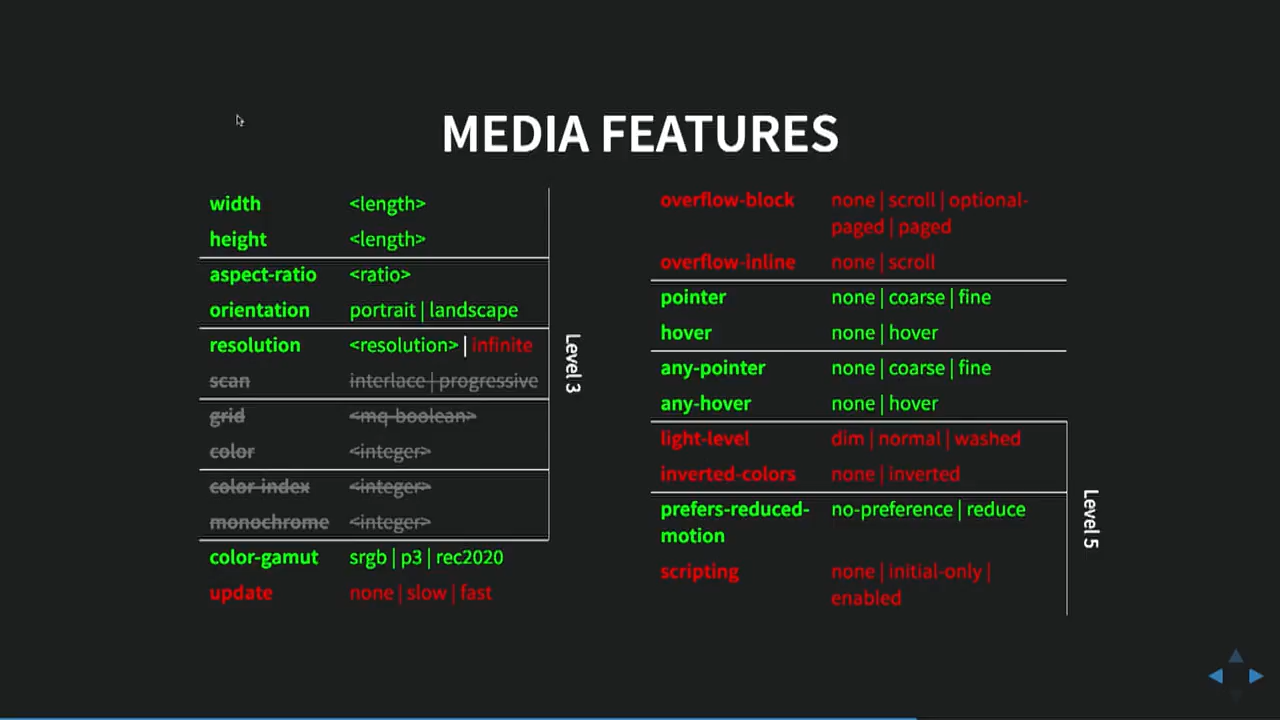 MEDIA FEATURES
width <length>
height <length>
aspect-ratio <ratio>
orientation portrait | landscape
resolution <resolution> | infinite
scan interlace | progressive
grid <mq-boolean>
color <integer>
color-index <integer>
monochrome <integer>
color-gamut srgb | p3 | rec2020
update none | slow | fast
Level 3
overflow-block none | scroll | optional-
paged | paged
overflow-inline none | scroll
pointer none | coarse | fine
hover none | hover
any-pointer none | coarse | fine
any-hover none | hover
light-level dim | normal | washed
inverted-colors none | inverted
prefers-reduced- no-preference | reduce
motion
scripting none | initial-only |
enabled
Level 5